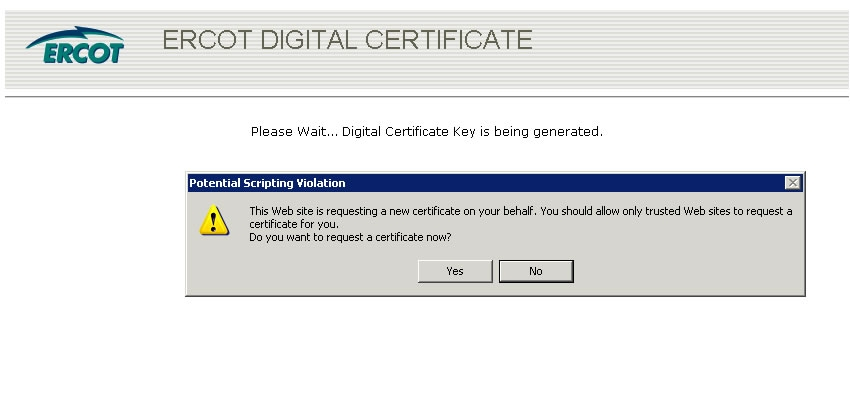 ERCOT
ERCOT DIGITAL CERTIFICATE
Please Wait... Digital Certificate Key is being generated.
Potential Scripting Violation
This Web site is requesting a new certificate on your behalf. You should allow only trusted Web sites to request a
certificate for you.
Do you want to request a certificate now?
Yes
No